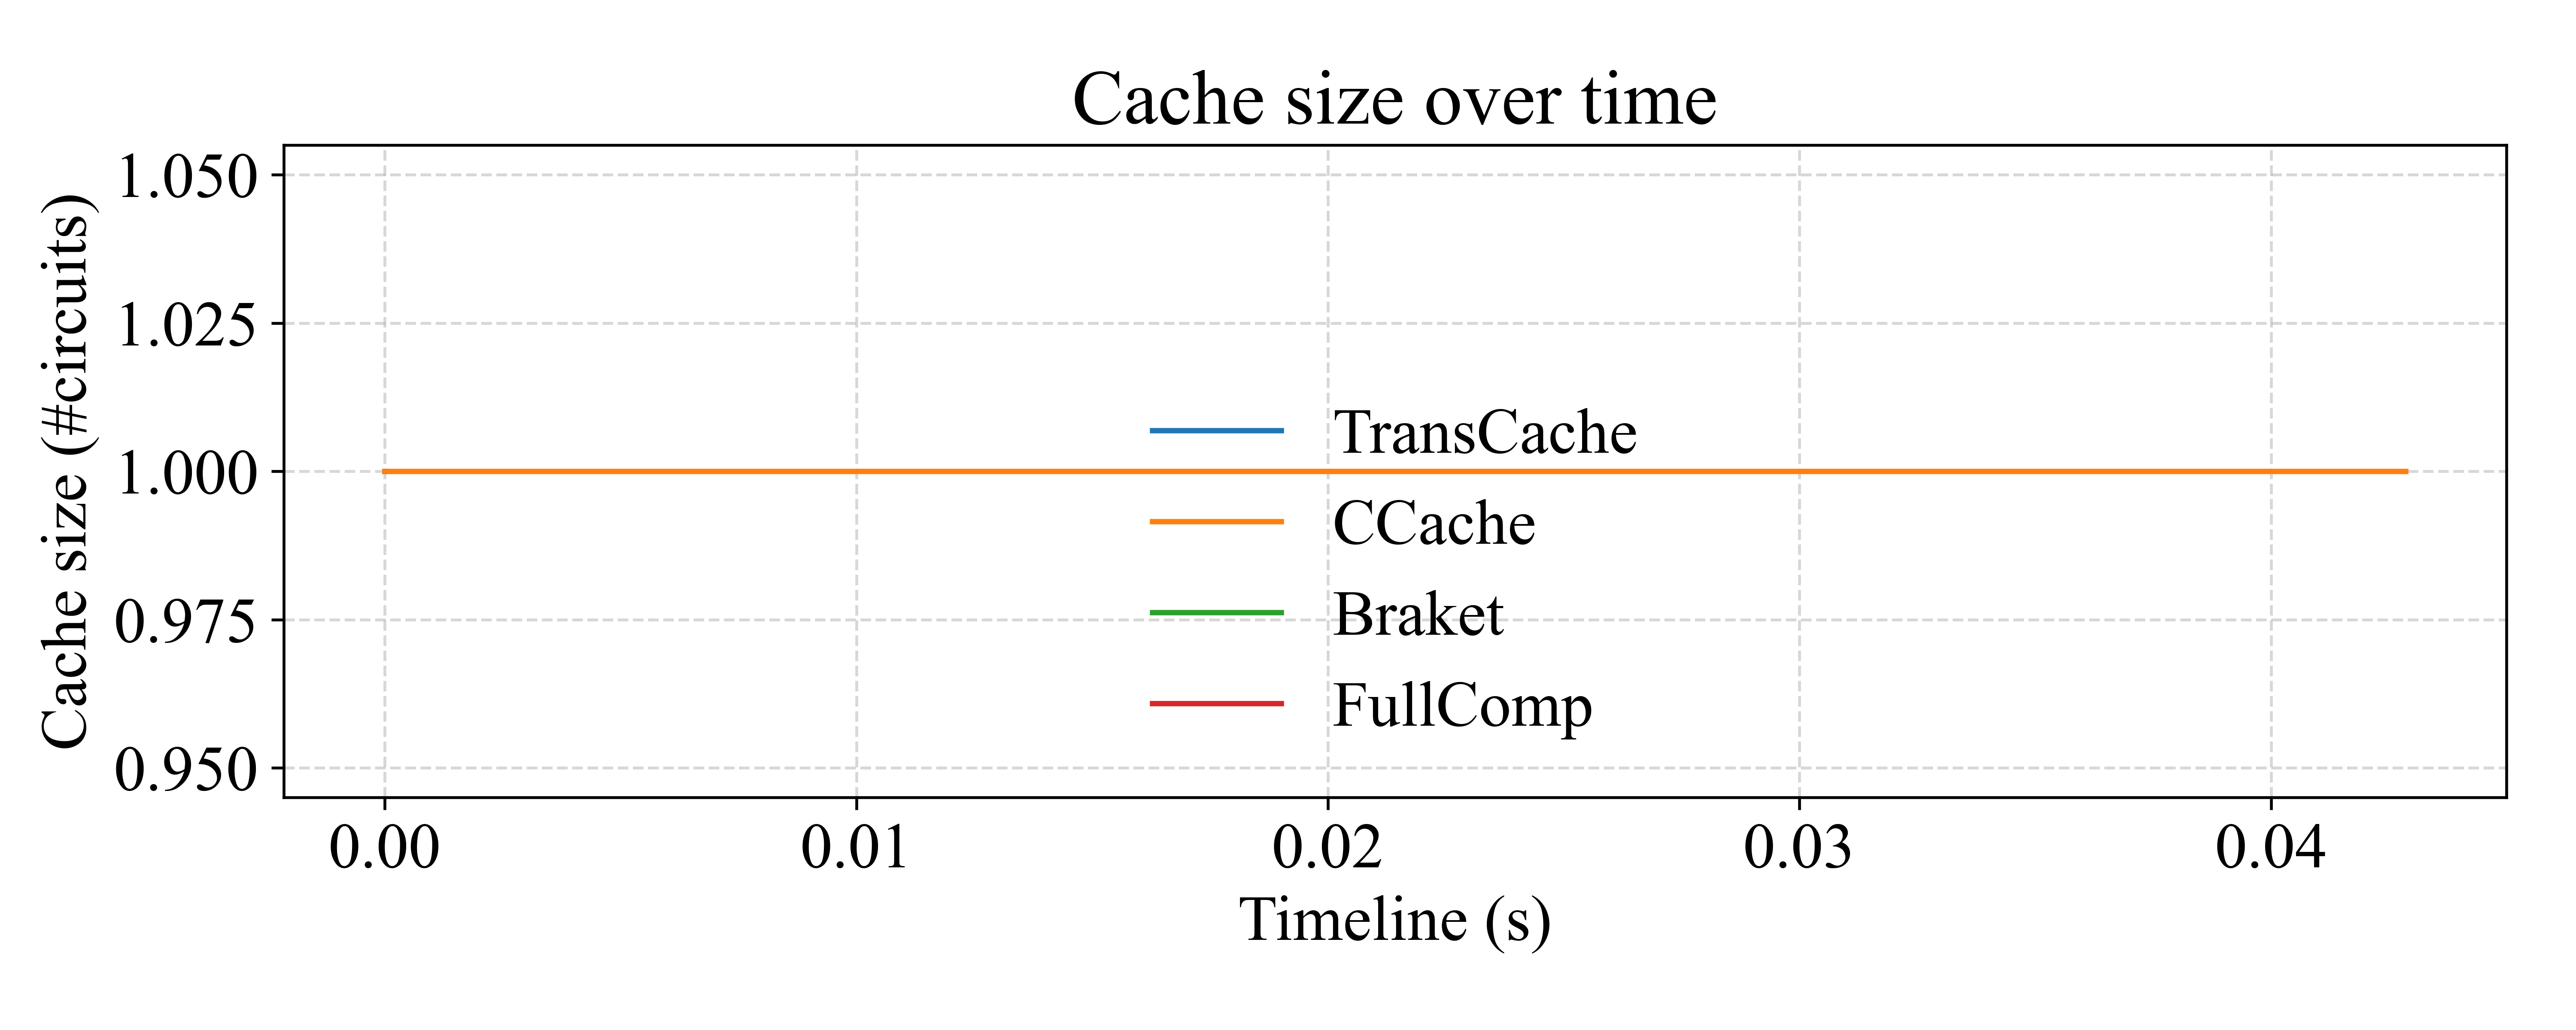 Cache size over time
Cache size (#circuits)
1.050
1.025
1.000
0.975
0.950
TransCache
CCache
Braket
FullComp
0.00
0.01
0.02
0.03
0.04
Timeline (s)